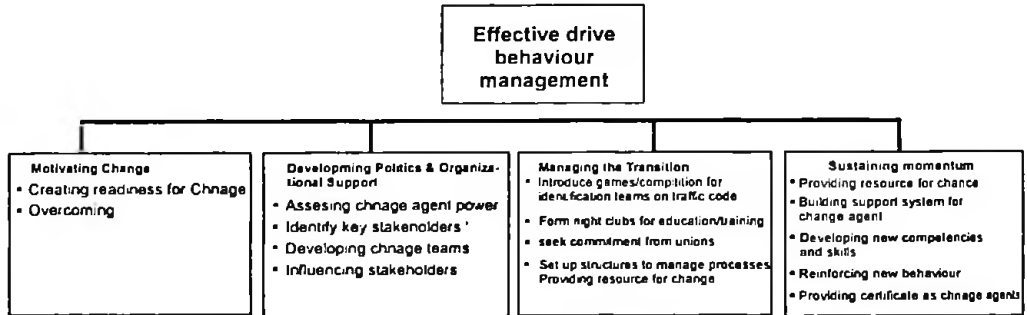 Effective drive
behaviour
management
Motivating Change
• Creating readiness for Chnage
• Overcoming
Developming Politics & Organiza-
tional Support
• Assesing chnage agent power
• Identify key stakeholders '
• Developing chnage teams
• Influencing stakeholders
Managing the Transition
• Introduce games/compltition for
identification teams on traffic code
• Form night clubs for education/training
• seek commitment from unions
• Set up structures to manage processes
Providing resource for change
Sustaining momentum
• Providing resource for chance
• Building support system for
change agent
• Developing new competencies
and skills
• Reinforcing new behaviour
• Providing certificate as chnage agents